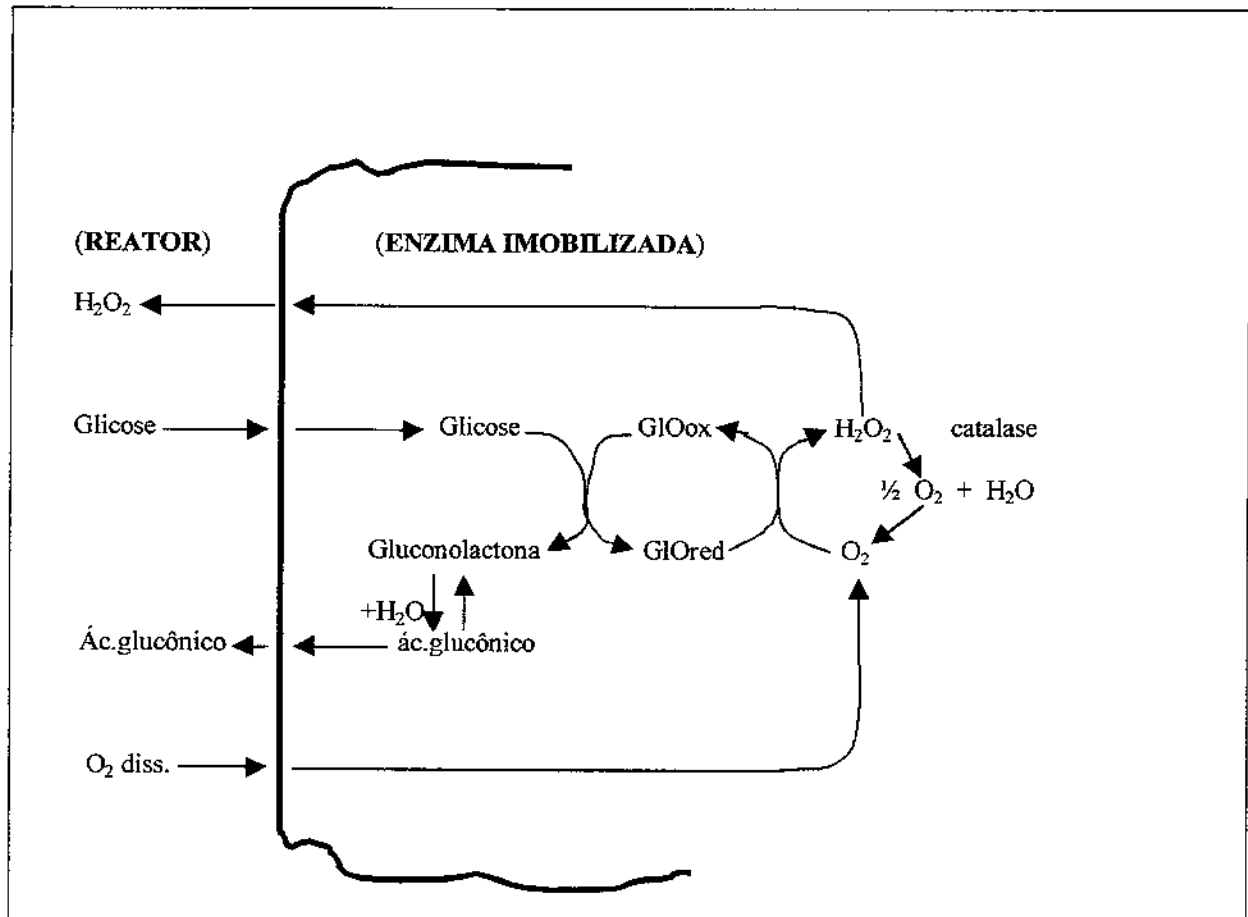 (REATOR) (ENZIMA IMOBILIZADA)
H₂O₂
Glicose Glicose GlOox H₂O₂ catalase
½ O₂ + H₂O
Gluconolactona GlOred O₂
+H₂O
Ác.glucônico ác.glucônico
O₂ diss.